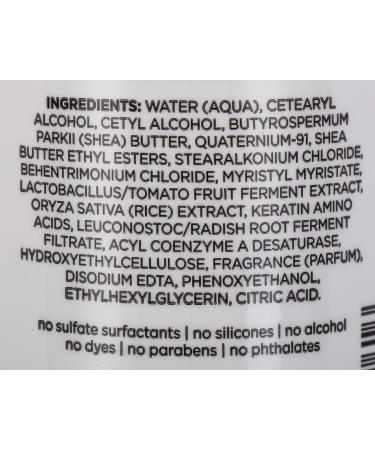 INGREDIENTS: WATER (AQUA), CETEARYL
ALCOHOL, CETYL ALCOHOL, BUTYROSPERMUM
PARKII (SHEA) BUTTER, QUATERNIUM-91, SHEA
BUTTER ETHYL ESTERS, STEARALKONIUM CHLORIDE,
BEHENTRIMONIUM CHLORIDE, MYRISTYL MYRISTATE,
LACTOBACILLUS/TOMATO FRUIT FERMENT EXTRACT,
ORYZA SATIVA (RICE) EXTRACT, KERATIN AMINO
ACIDS, LEUCONOSTOC/RADISH ROOT FERMENT
FILTRATE, ACYL COENZYME A DESATURASE,
HYDROXYETHYLCELLULOSE, FRAGRANCE (PARFUM),
DISODIUM EDTA, PHENOXYETHANOL,
ETHYLHEXYLGLYCERIN, CITRIC ACID.
no sulfate surfactants | no silicones | no alcohol
no dyes | no parabens | no phthalates